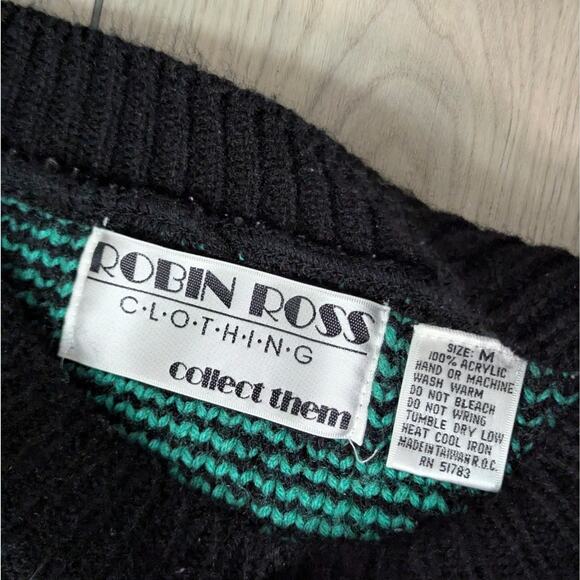 ROBIN ROSS
C·L·O·T·H·I·N·G
collect them
SIZE: M
100% ACRYLIC
HAND OR MACHINE
WASH WARM
DO NOT BLEACH
DO NOT WRING
TUMBLE DRY LOW
HEAT COOL IRON
MADE IN TAIWAN R.O.C.
RN 51783